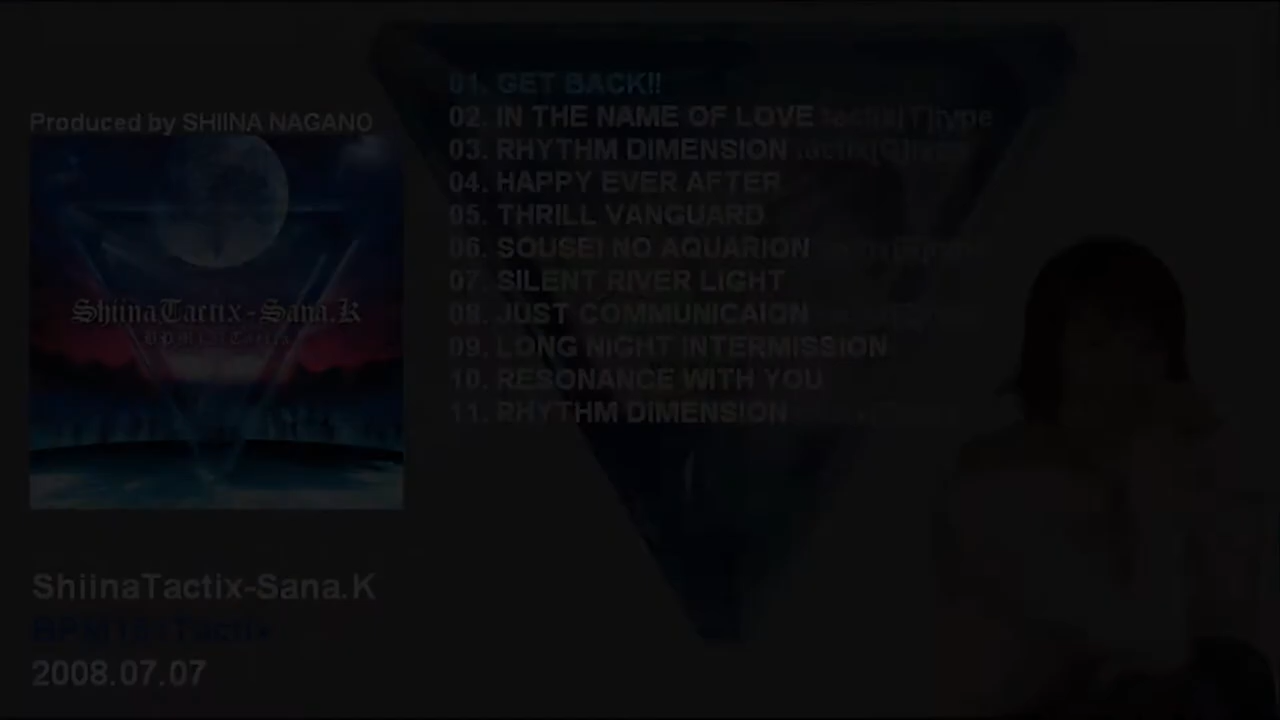 Produced by SHIINA NAGANO
ShiinaTactix-Sana.K
01. GET BACK!!
02. IN THE NAME OF LOVE tactix[T]type
03. RHYTHM DIMENSION
04. HAPPY EVER AFTER
05. THRILL VANGUARD
06. SOUSEI NO AQUARION
07. SILENT RIVER LIGHT
08. JUST COMMUNICAION
09. LONG NIGHT INTERMISSION
10. RESONANCE WITH YOU
11. RHYTHM DIMENSION
ShiinaTactix-Sana.K
2008.07.07